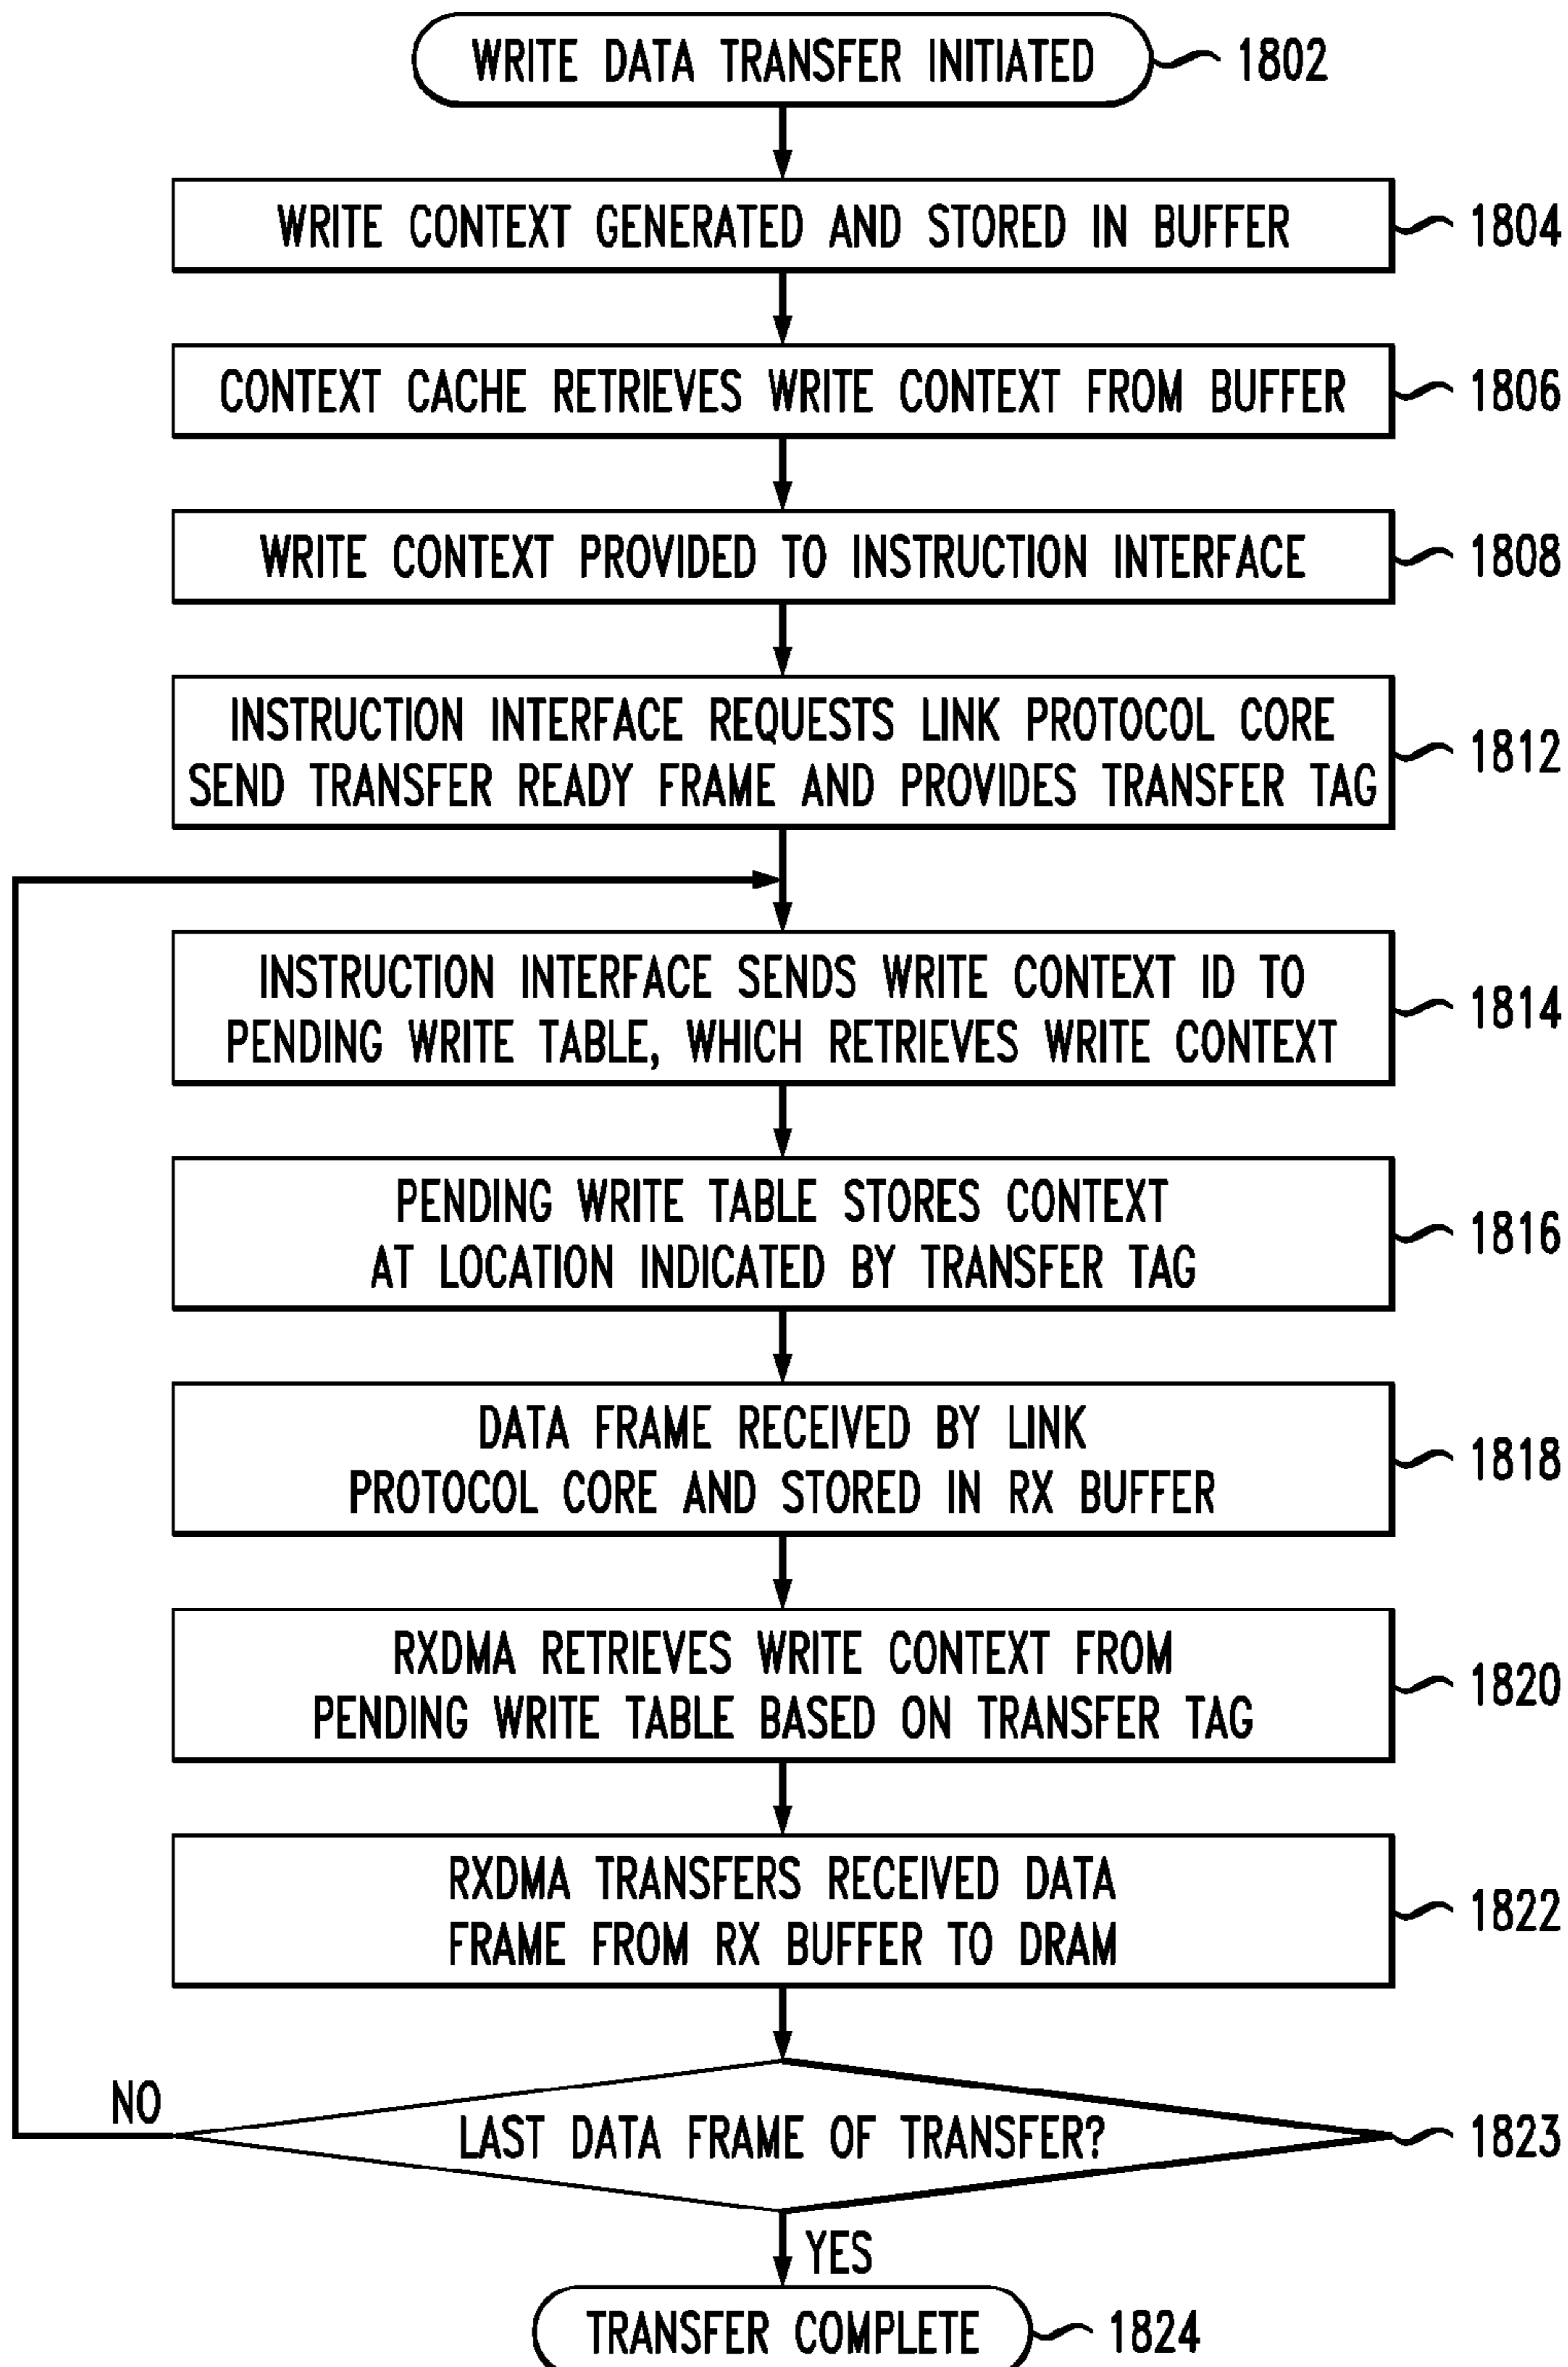 WRITE DATA TRANSFER INITIATED 1802
WRITE CONTEXT GENERATED AND STORED IN BUFFER 1804
CONTEXT CACHE RETRIEVES WRITE CONTEXT FROM BUFFER 1806
WRITE CONTEXT PROVIDED TO INSTRUCTION INTERFACE 1808
INSTRUCTION INTERFACE REQUESTS LINK PROTOCOL CORE
SEND TRANSFER READY FRAME AND PROVIDES TRANSFER TAG
1812
INSTRUCTION INTERFACE SENDS WRITE CONTEXT ID TO
PENDING WRITE TABLE, WHICH RETRIEVES WRITE CONTEXT
1814
PENDING WRITE TABLE STORES CONTEXT
AT LOCATION INDICATED BY TRANSFER TAG
1816
DATA FRAME RECEIVED BY LINK
PROTOCOL CORE AND STORED IN RX BUFFER
1818
RXDMA RETRIEVES WRITE CONTEXT FROM
PENDING WRITE TABLE BASED ON TRANSFER TAG
1820
RXDMA TRANSFERS RECEIVED DATA
FRAME FROM RX BUFFER TO DRAM
1822
NO
LAST DATA FRAME OF TRANSFER? 1823
YES
TRANSFER COMPLETE 1824